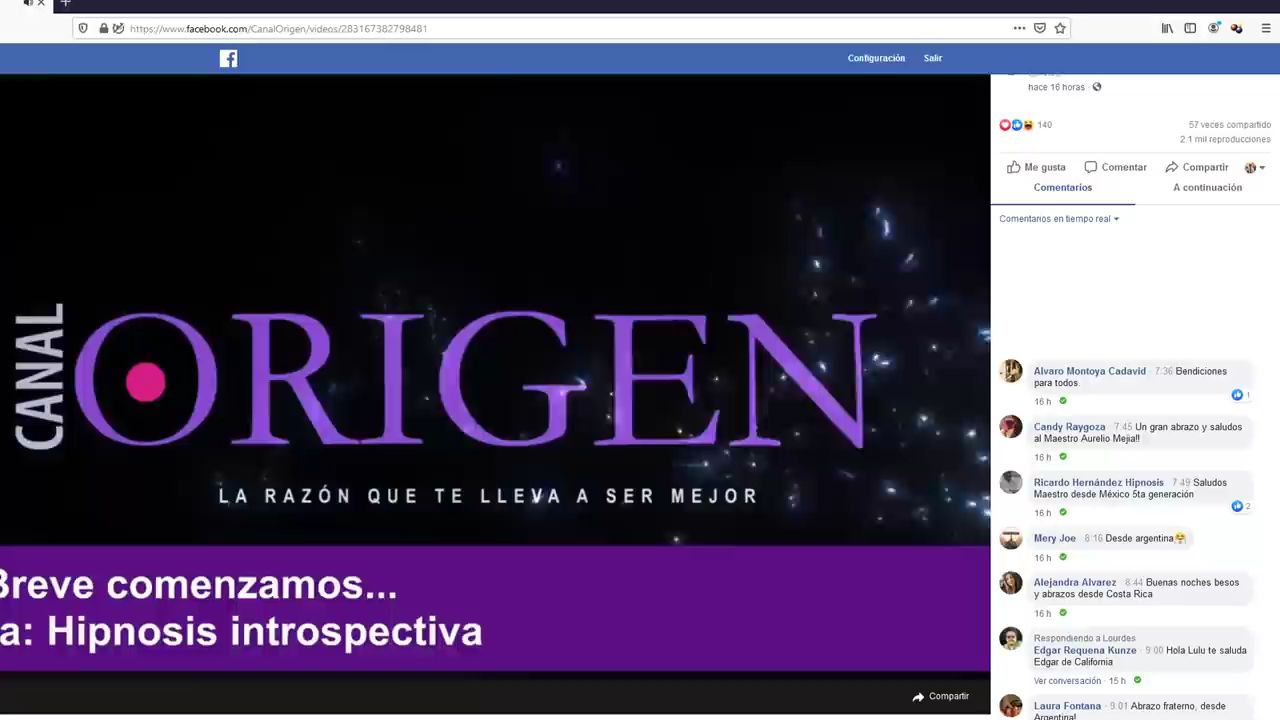 https://www.facebook.com/CanalOrigen/videos/283167382798481
Configuración
Salir
hace 16 horas
140
57 veces compartido
2.1 mil reproducciones
Me gusta
Comentar
Compartir
Comentarios
A continuación
Comentarios en tiempo real
CANAL
ORIGEN
LA RAZÓN QUE TE LLEVA A SER MEJOR
Breve comenzamos...
a: Hipnosis introspectiva
Compartir
Alvaro Montoya Cadavid · 7:36 Bendiciones
para todos.
1
16 h
Candy Raygoza · 7:45 Un gran abrazo y saludos
al Maestro Aurelio Mejia!!
16 h
Ricardo Hernández Hipnosis · 7:49 Saludos
Maestro desde México 5ta generación
2
16 h
Mery Joe · 8:16 Desde argentina
16 h
Alejandra Alvarez · 8:44 Buenas noches besos
y abrazos desde Costa Rica
16 h
Respondiendo a Lourdes
Edgar Requena Kunze · 9:00 Hola Lulu te saluda
Edgar de California
Ver conversación · 15 h
Laura Fontana · 9:01 Abrazo fraterno, desde
Argentina!